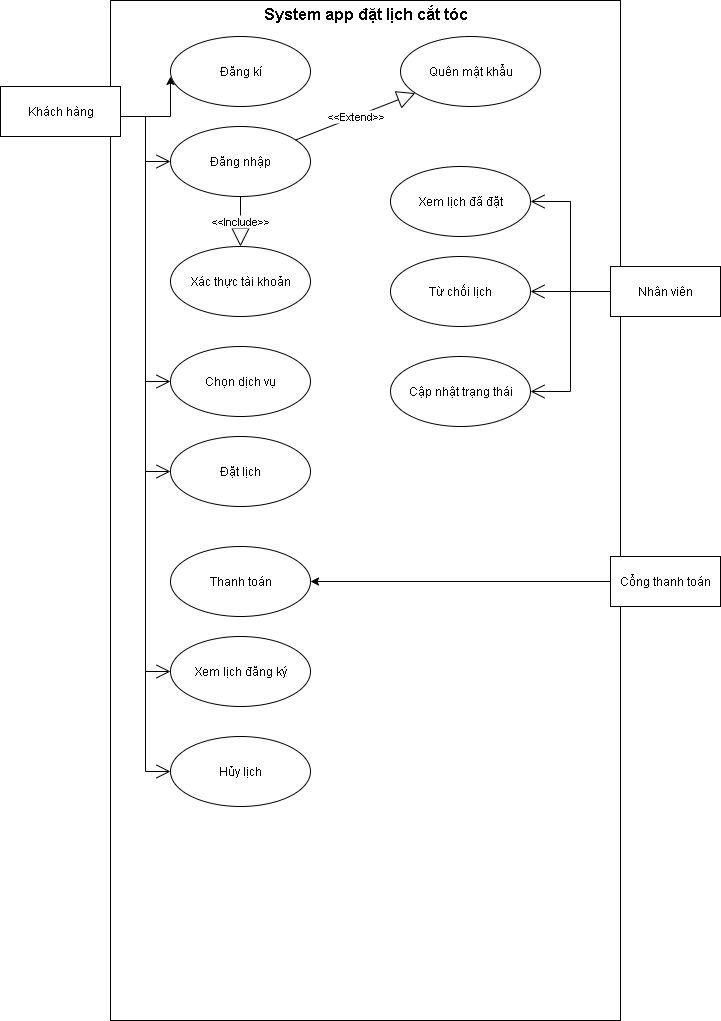 System app đặt lịch cắt tóc
Đăng kí
Quên mật khẩu
Khách hàng
<<Extend>>
Đăng nhập
Xem lịch đã đặt
<<Include>>
Xác thực tài khoản
Từ chối lịch
Nhân viên
Chọn dịch vụ
Cập nhật trạng thái
Đặt lịch
Thanh toán
Cổng thanh toán
Xem lịch đăng ký
Hủy lịch